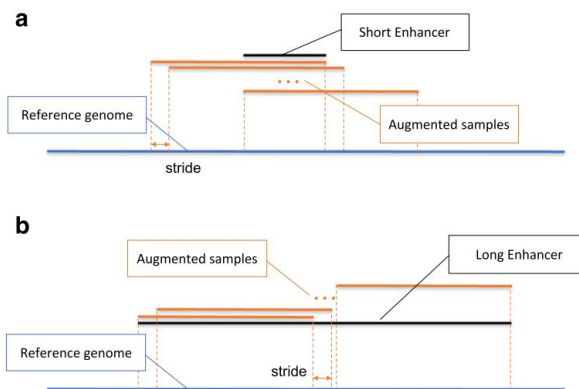 a
Short Enhancer
Reference genome
Augmented samples
stride
b
Augmented samples
Long Enhancer
Reference genome
stride